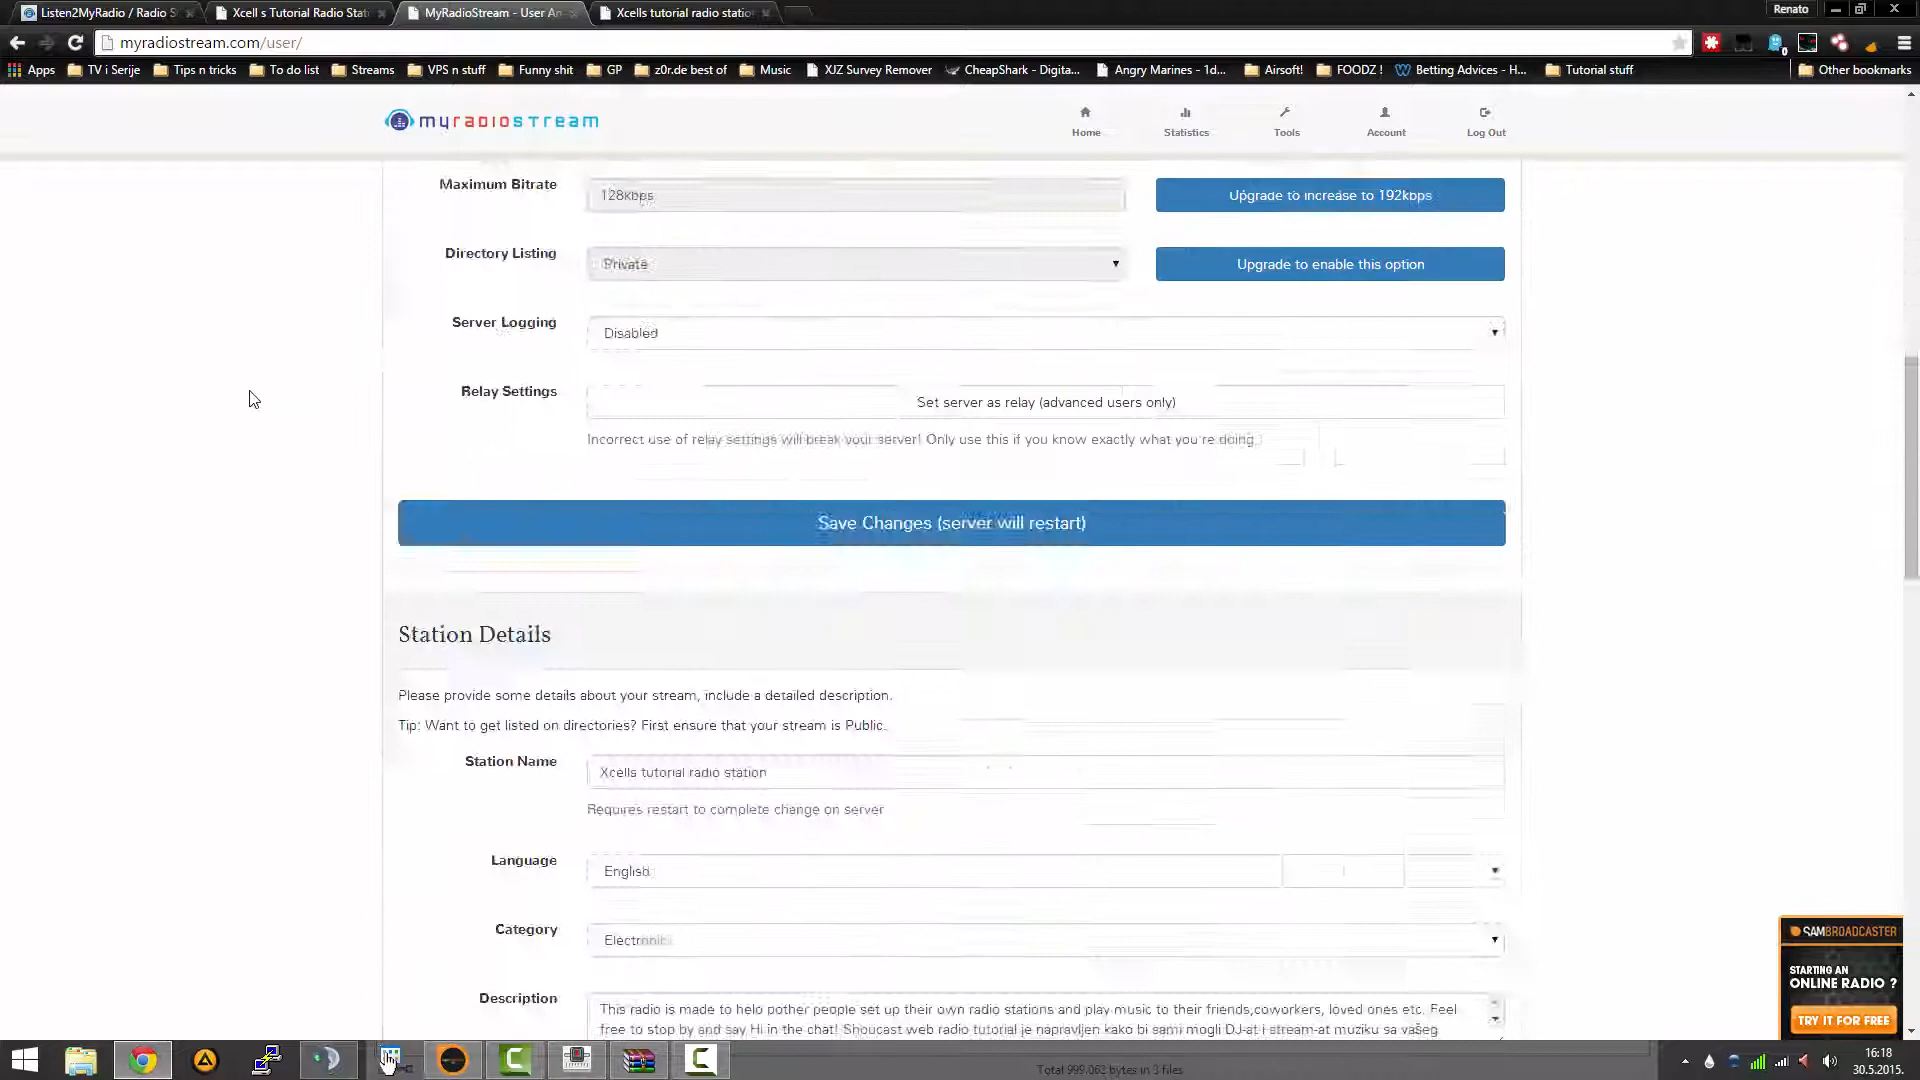 Listen2MyRadio / Radio S
Xcell s Tutorial Radio Stat
MyRadioStream - User An
Xcells tutorial radio station
Renato
myradiostream.com/user/
Apps
TV i Serije
Tips n tricks
To do list
Streams
VPS n stuff
Funny shit
GP
z0r.de best of
Music
XJZ Survey Remover
CheapShark - Digita...
Angry Marines - 1d...
Airsoft!
FOODZ !
Betting Advices - H...
Tutorial stuff
Other bookmarks
myradiostream
Home
Statistics
Tools
Account
Log Out
Maximum Bitrate
128kbps
Upgrade to increase to 192kbps
Directory Listing
Private
Upgrade to enable this option
Server Logging
Disabled
Relay Settings
Set server as relay (advanced users only)
Incorrect use of relay settings will break your server! Only use this if you know exactly what you're doing.
Save Changes (server will restart)
Station Details
Please provide some details about your stream, include a detailed description.
Tip: Want to get listed on directories? First ensure that your stream is Public.
Station Name
Xcells tutorial radio station
Requires restart to complete change on server
Language
English
Category
Electronic
Description
This radio is made to help pother people set up their own radio stations and play music to their friends,coworkers, loved ones etc. Feel
free to stop by and say Hi in the chat! Shoucast web radio tutorial je napravljen kako bi sami mogli DJ-at i stream-at muziku sa vašeg
SAMBROADCASTER
STARTING AN
ONLINE RADIO ?
TRY IT FOR FREE
Total 999.062 bytes in 3 files
16:18
30.5.2015.